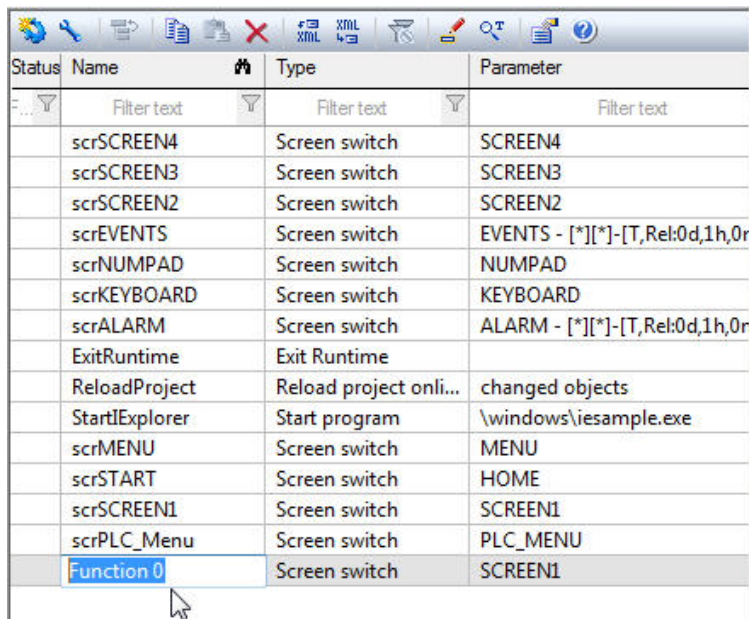 XML XML
Status Name Type Parameter
F... Filter text Filter text Filter text
scrSCREEN4 Screen switch SCREEN4
scrSCREEN3 Screen switch SCREEN3
scrSCREEN2 Screen switch SCREEN2
scrEVENTS Screen switch EVENTS - [*][*]-[T,Rel:0d,1h,0
scrNUMPAD Screen switch NUMPAD
scrKEYBOARD Screen switch KEYBOARD
scrALARM Screen switch ALARM - [*][*]-[T,Rel:0d,1h,0
ExitRuntime Exit Runtime
ReloadProject Reload project onli... changed objects
StartIExplorer Start program \windows\iesample.exe
scrMENU Screen switch MENU
scrSTART Screen switch HOME
scrSCREEN1 Screen switch SCREEN1
scrPLC_Menu Screen switch PLC_MENU
Function 0 Screen switch SCREEN1